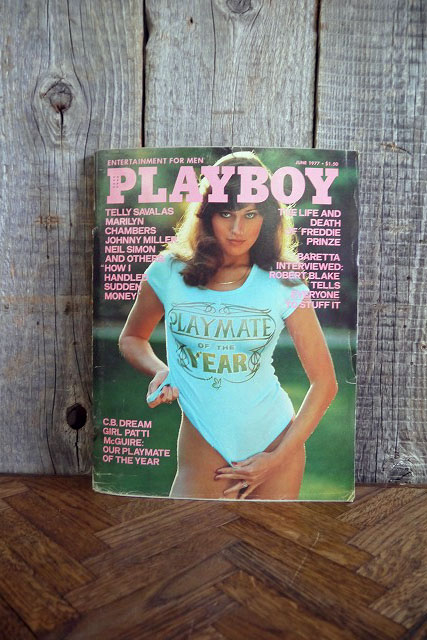 ENTERTAINMENT FOR MEN
JUNE 1977 • $1.50
PLAYBOY
TELLY SAVALAS
MARILYN
CHAMBERS
JOHNNY MILLER
NEIL SIMON
AND OTHERS
"HOW I
HANDLE
SUDDEN
MONEY
THE LIFE AND
DEATH
OF FREDDIE
PRINZE
BARETTA
INTERVIEWED:
ROBERT BLAKE
TELLS
EVERYONE
STUFF IT
PLAYMATE
OF THE
YEAR
C.B. DREAM
GIRL PATTI
McGUIRE:
OUR PLAYMATE
OF THE YEAR